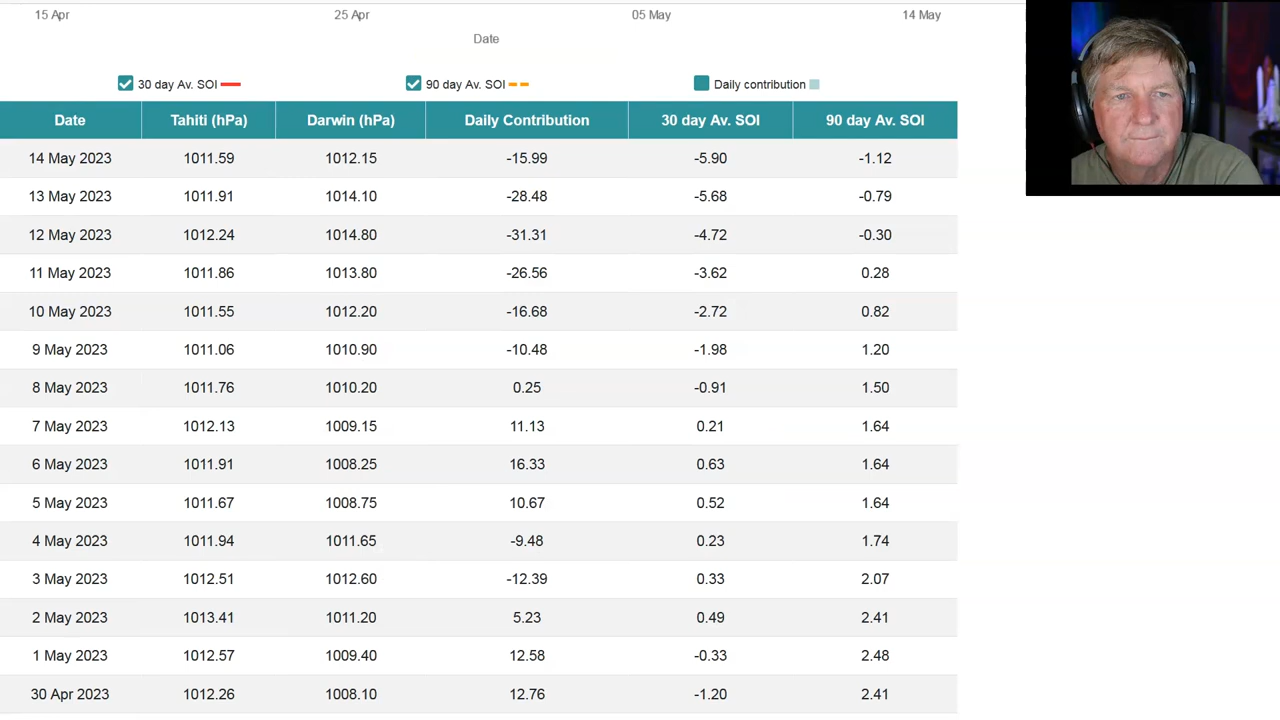 15 Apr 25 Apr 05 May 14 May
Date
30 day Av. SOI 90 day Av. SOI Daily contribution
Date Tahiti (hPa) Darwin (hPa) Daily Contribution 30 day Av. SOI 90 day Av. SOI
14 May 2023 1011.59 1012.15 -15.99 -5.90 -1.12
13 May 2023 1011.91 1014.10 -28.48 -5.68 -0.79
12 May 2023 1012.24 1014.80 -31.31 -4.72 -0.30
11 May 2023 1011.86 1013.80 -26.56 -3.62 0.28
10 May 2023 1011.55 1012.20 -16.68 -2.72 0.82
9 May 2023 1011.06 1010.90 -10.48 -1.98 1.20
8 May 2023 1011.76 1010.20 0.25 -0.91 1.50
7 May 2023 1012.13 1009.15 11.13 0.21 1.64
6 May 2023 1011.91 1008.25 16.33 0.63 1.64
5 May 2023 1011.67 1008.75 10.67 0.52 1.64
4 May 2023 1011.94 1011.65 -9.48 0.23 1.74
3 May 2023 1012.51 1012.60 -12.39 0.33 2.07
2 May 2023 1013.41 1011.20 5.23 0.49 2.41
1 May 2023 1012.57 1009.40 12.58 -0.33 2.48
30 Apr 2023 1012.26 1008.10 12.76 -1.20 2.41